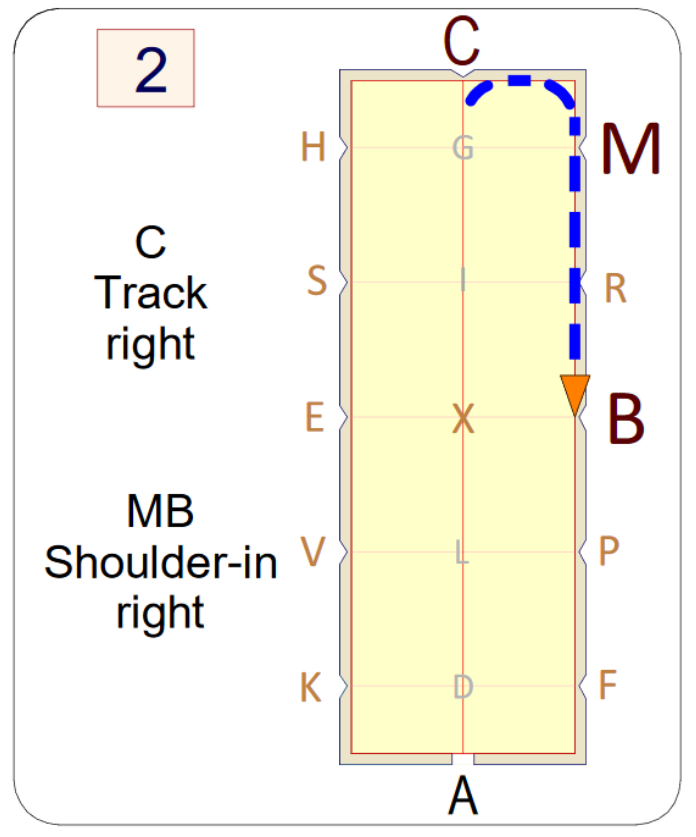 2
C
Track
right
MB
Shoulder-in
right
C
H G M
S I R
E X B
V L P
K D F
A